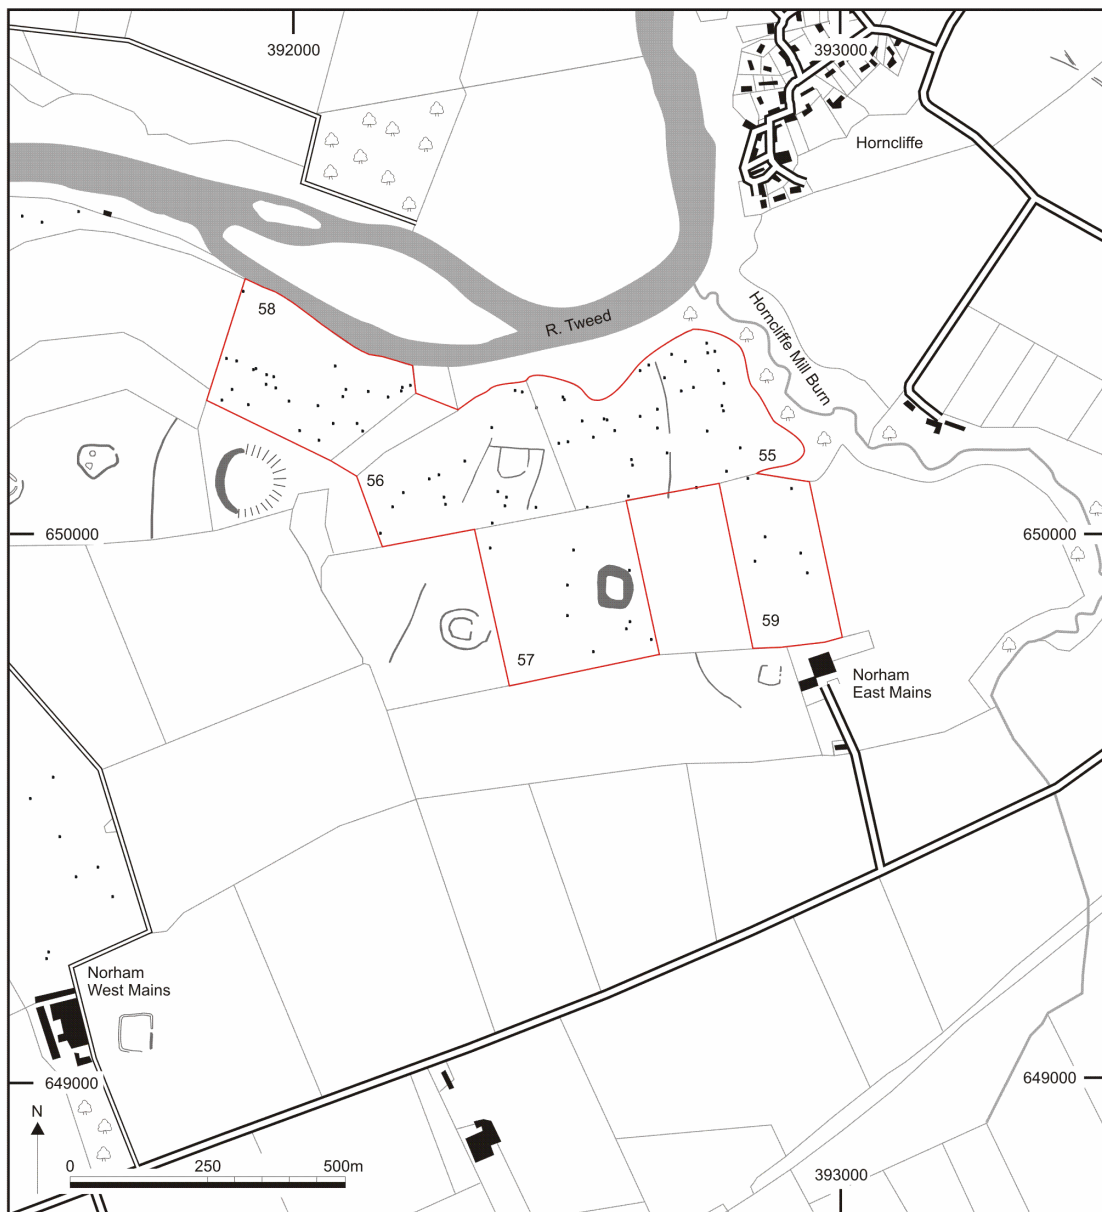 392000
393000
Horncliffe
58
R. Tweed
Horncliffe Mill Burn
55
56
650000
650000
59
57
Norham
East Mains
Norham
West Mains
649000
649000
N
0
250
500m
393000